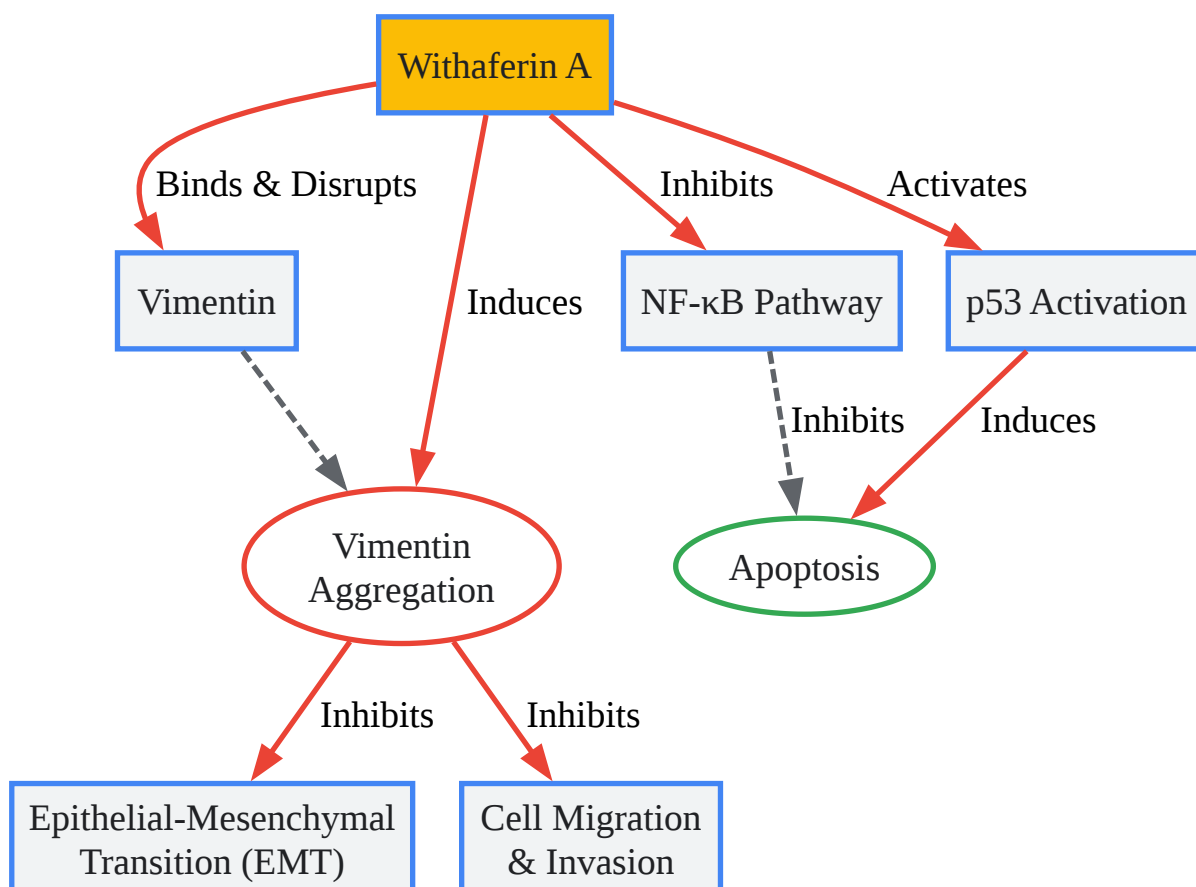 Withaferin A
Binds & Disrupts
Inhibits
Activates
Vimentin
Induces
NF-κB Pathway
p53 Activation
Inhibits
Induces
Vimentin
Aggregation
Apoptosis
Inhibits
Inhibits
Epithelial-Mesenchymal
Transition (EMT)
Cell Migration
& Invasion